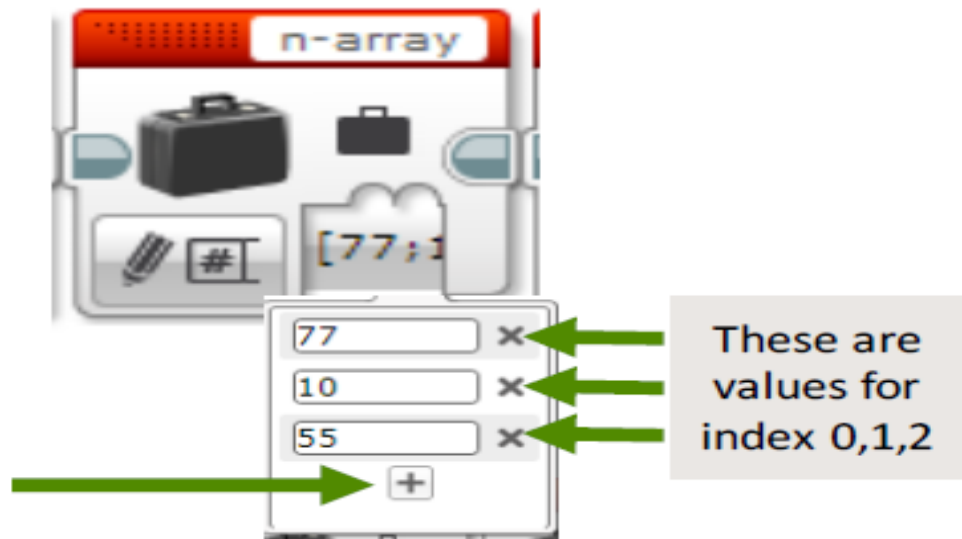 n-array
#
[77;1
77
10
55
+
These are
values for
index 0,1,2